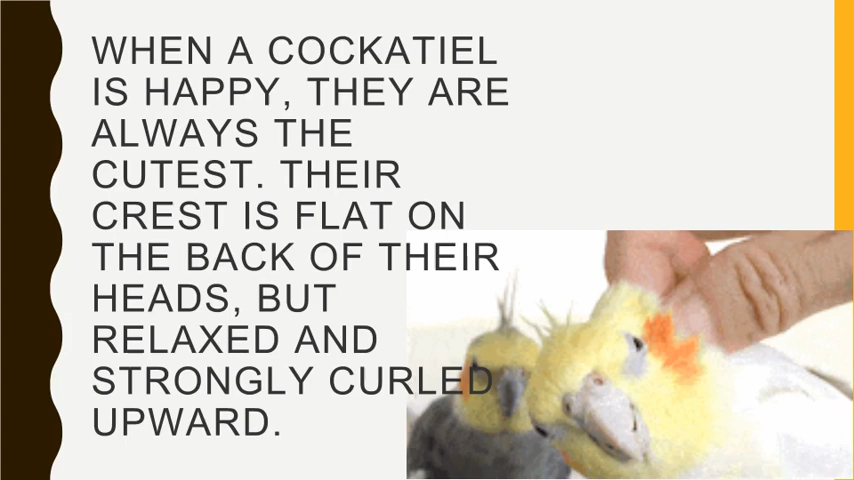 WHEN A COCKATIEL
IS HAPPY, THEY ARE
ALWAYS THE
CUTEST. THEIR
CREST IS FLAT ON
THE BACK OF THEIR
HEADS, BUT
RELAXED AND
STRONGLY CURLED
UPWARD.